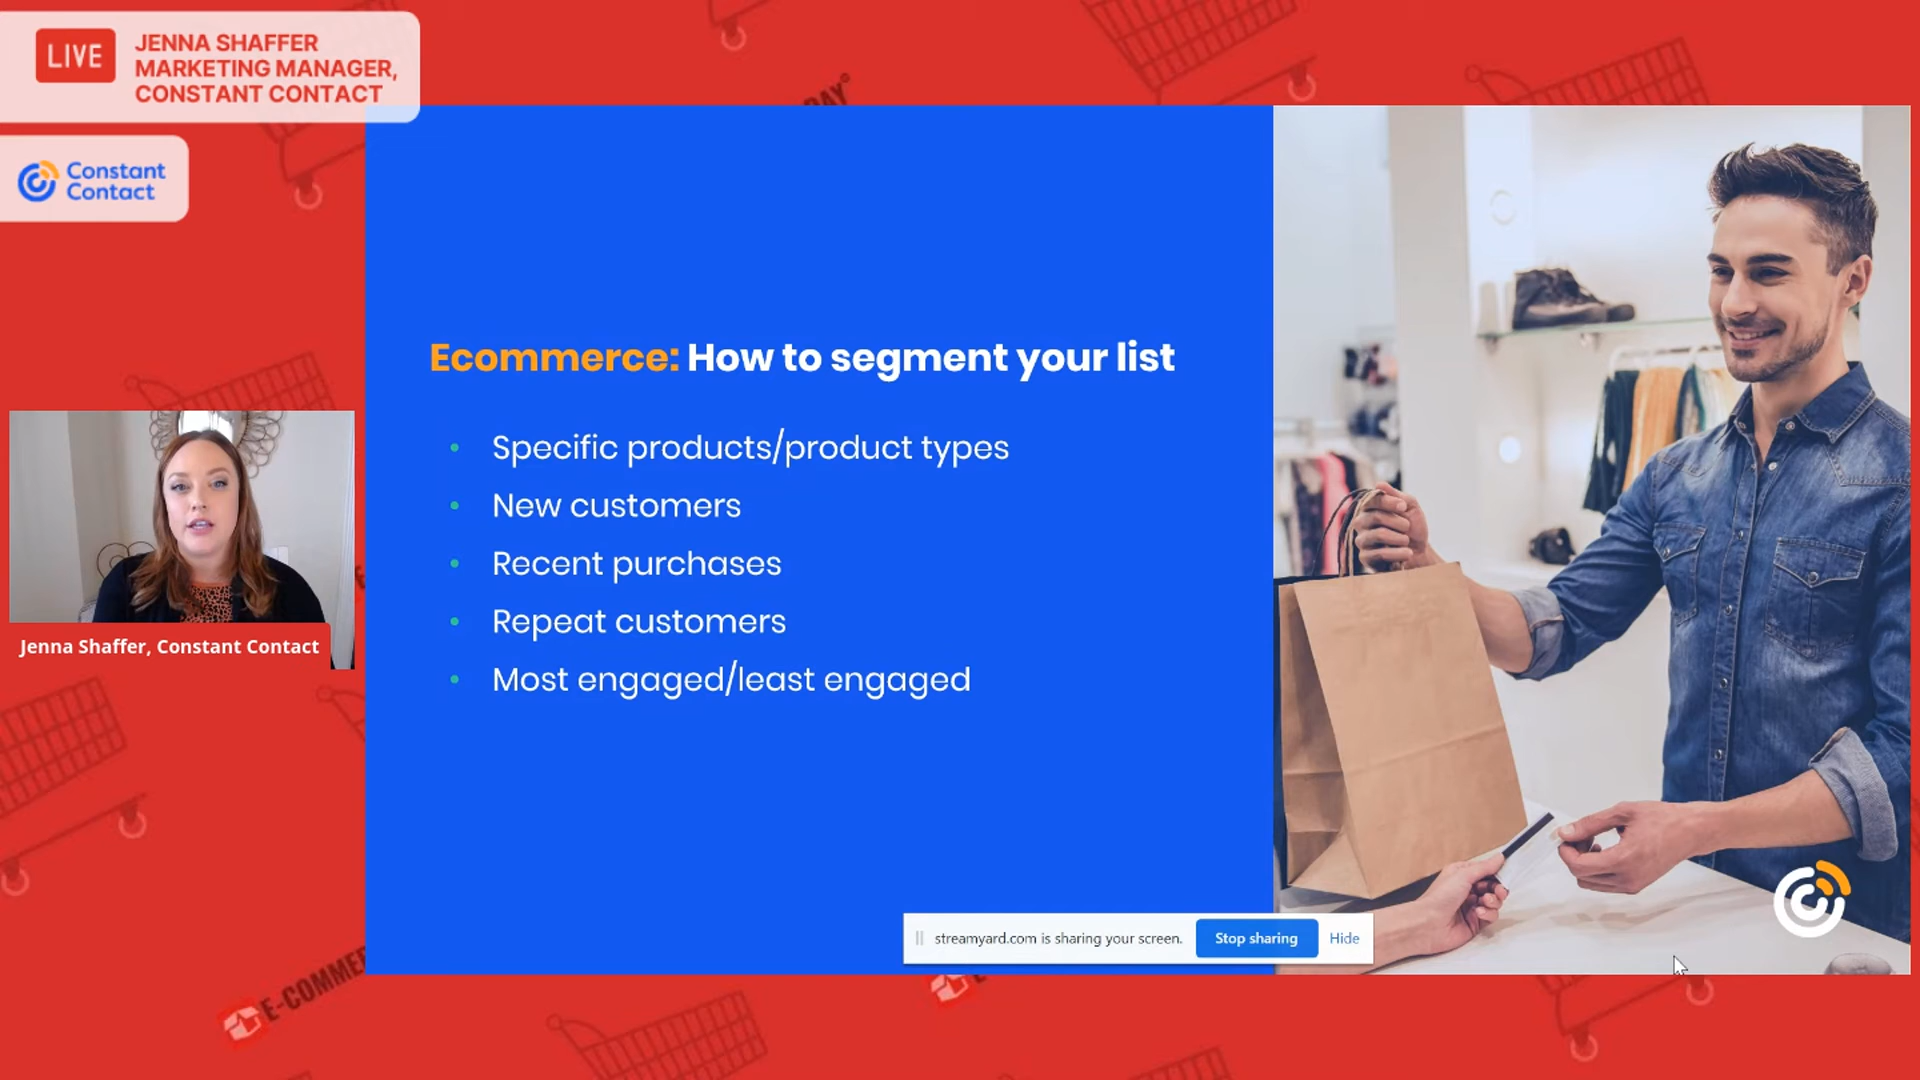 LIVE
JENNA SHAFFER
MARKETING MANAGER,
CONSTANT CONTACT
Constant
Contact
Ecommerce: How to segment your list
• Specific products/product types
• New customers
• Recent purchases
• Repeat customers
• Most engaged/least engaged
Jenna Shaffer, Constant Contact
streamyard.com is sharing your screen.
Stop sharing
Hide